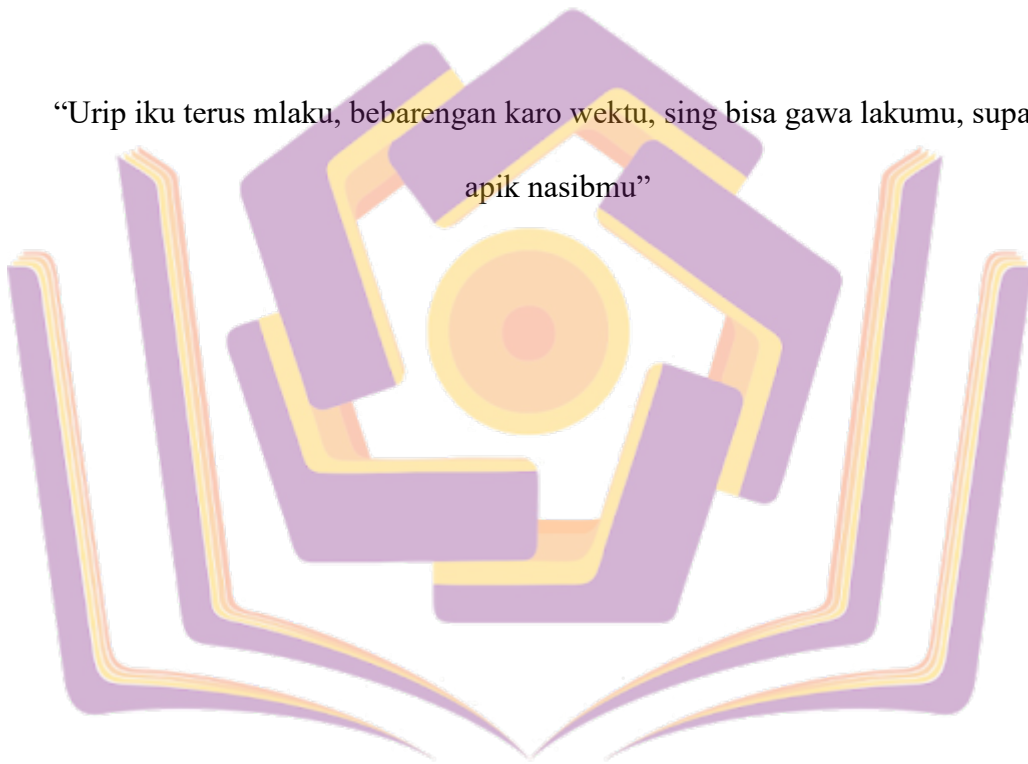 “Urip iku terus mlaku, bebarengan karo wektu, sing bisa gawa lakumu, supa
apik nasibmu”